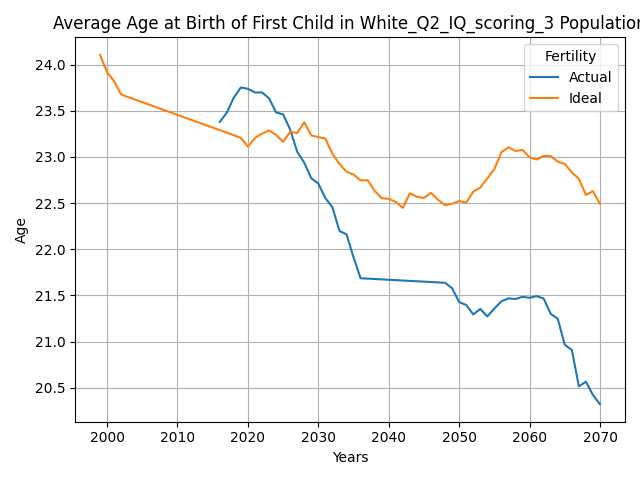 Average Age at Birth of First Child in White_Q2_IQ_scoring_3 Population
Fertility
Actual
Ideal
24.0
23.5
23.0
22.5
22.0
21.5
21.0
20.5
Age
2000 2010 2020 2030 2040 2050 2060 2070
Years